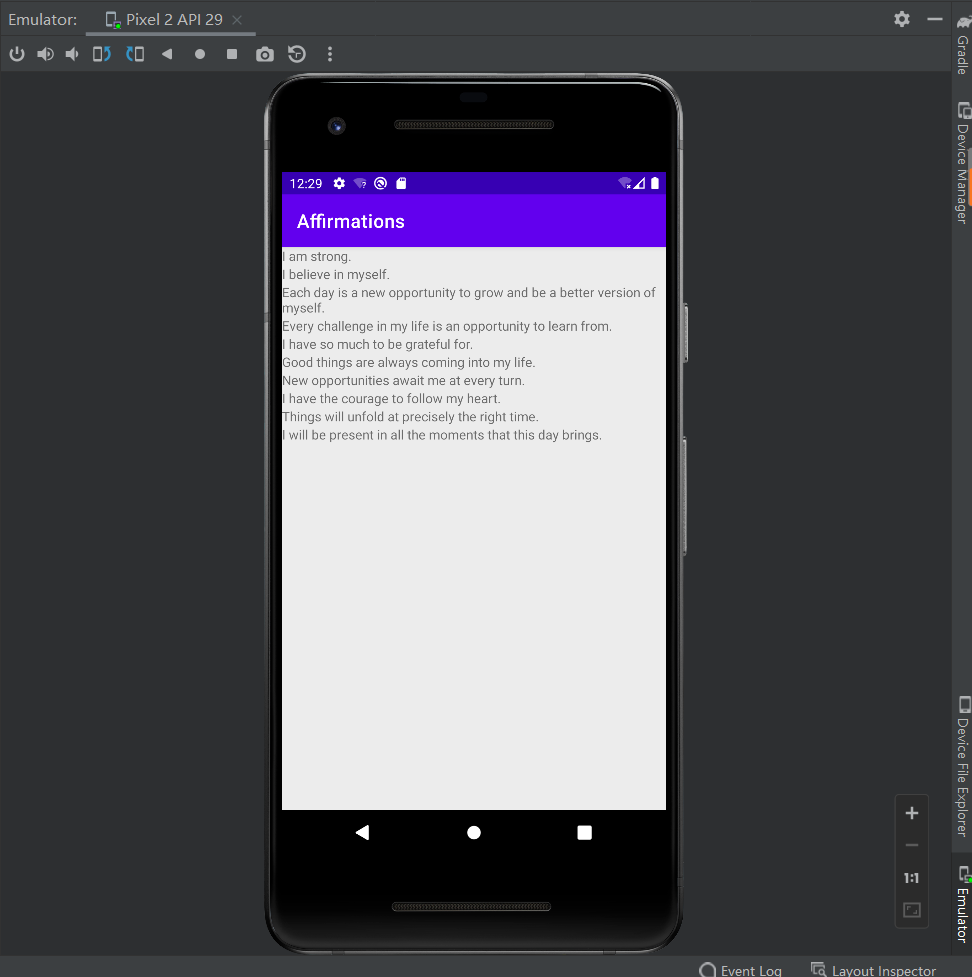 Emulator: Pixel 2 API 29
Gradle
Device Manager
12:29
Affirmations
I am strong.
I believe in myself.
Each day is a new opportunity to grow and be a better version of
myself.
Every challenge in my life is an opportunity to learn from.
I have so much to be grateful for.
Good things are always coming into my life.
New opportunities await me at every turn.
I have the courage to follow my heart.
Things will unfold at precisely the right time.
I will be present in all the moments that this day brings.
Device File Explorer
1:1
Emulator
Event Log Layout Inspector